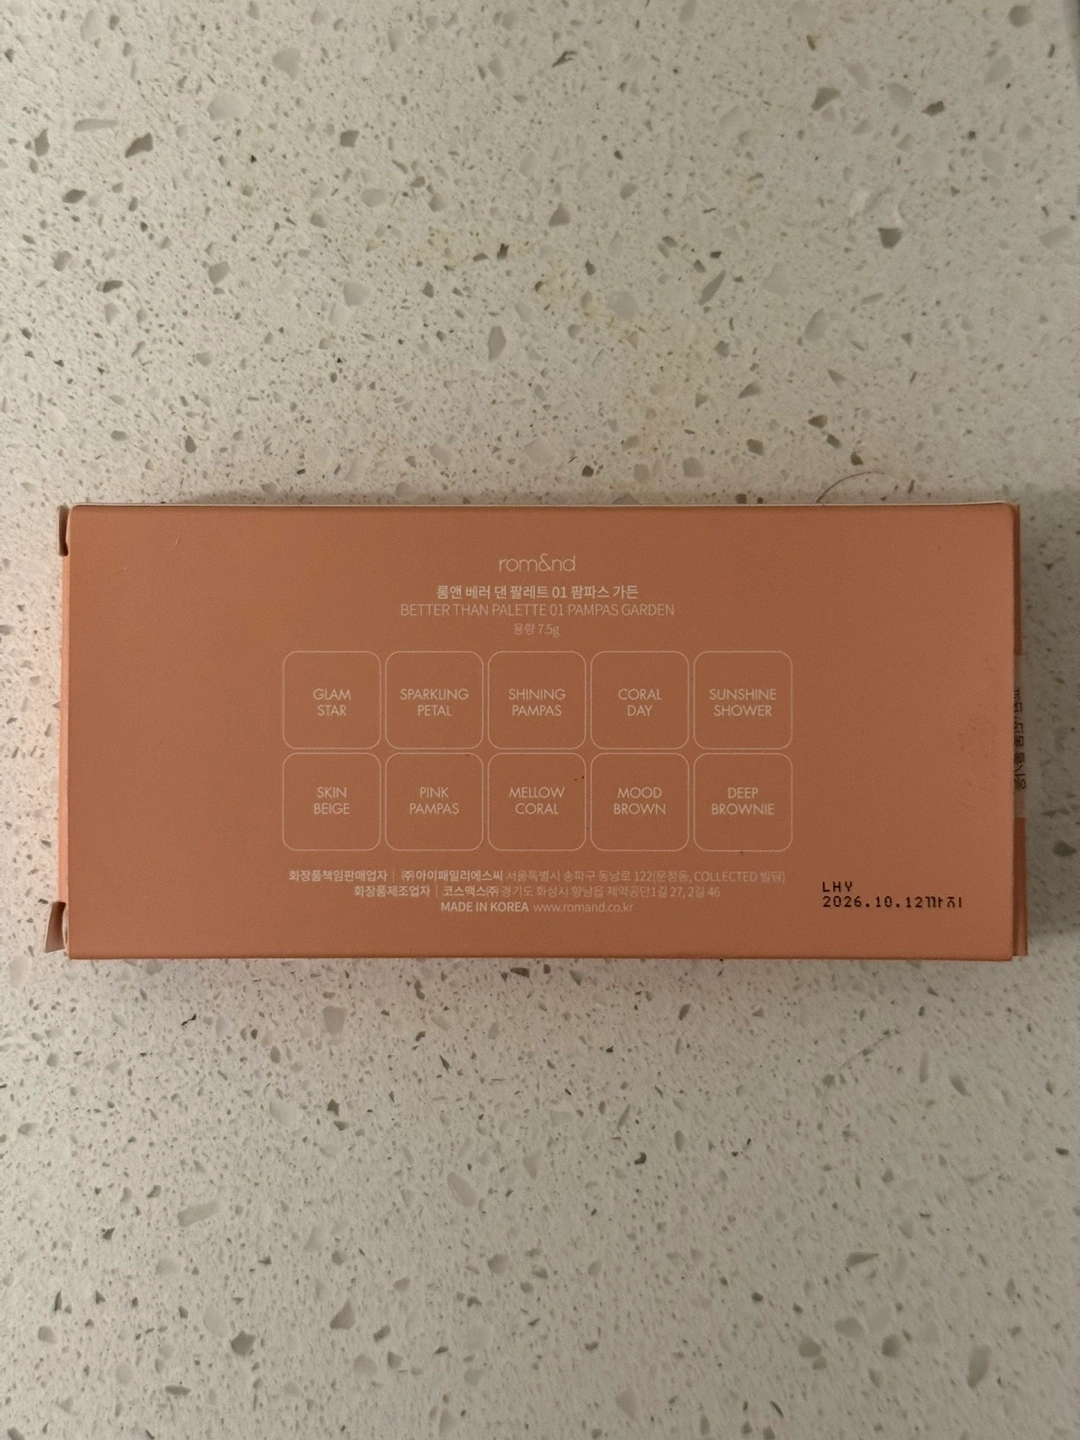 rom&nd
롬앤 베러 댄 팔레트 01 팜파스 가든
BETTER THAN PALETTE 01 PAMPAS GARDEN
용량 7.5g
GLAM
STAR
SPARKLING
PETAL
SHINING
PAMPAS
CORAL
DAY
SUNSHINE
SHOWER
SKIN
BEIGE
PINK
PAMPAS
MELLOW
CORAL
MOOD
BROWN
DEEP
BROWNIE
화장품책임판매업자 | ㈜아이패밀리에스씨 서울특별시 송파구 동남로 122(문정동, COLLECTED 빌딩)
화장품제조업자 | 코스맥스㈜ 경기도 화성시 향남읍 제약공단1길 27, 2길 46
MADE IN KOREA www.romand.co.kr
LHY
2026.10.12까지